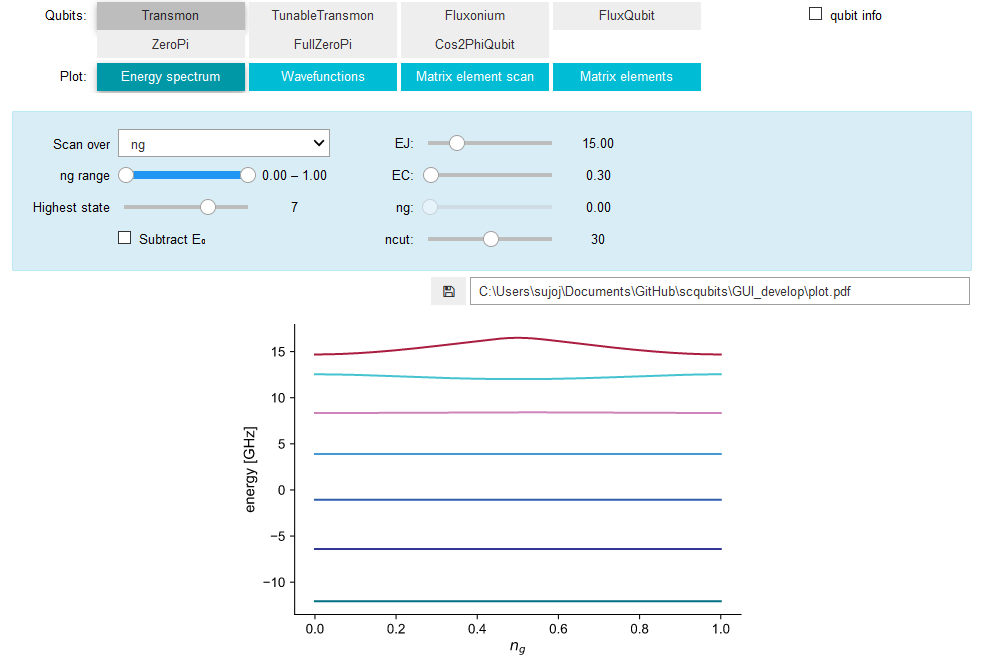 Qubits: Transmon TunableTransmon Fluxonium FluxQubit qubit info
ZeroPi FullZeroPi Cos2PhiQubit
Plot: Energy spectrum Wavefunctions Matrix element scan Matrix elements
Scan over ng EJ: 15.00
ng range 0.00 – 1.00 EC: 0.30
Highest state 7 ng: 0.00
Subtract E₀ ncut: 30
C:\Users\sujoj\Documents\GitHub\scqubits\GUI_develop\plot.pdf
15
10
5
0
−5
−10
energy [GHz]
0.0 0.2 0.4 0.6 0.8 1.0
n_g